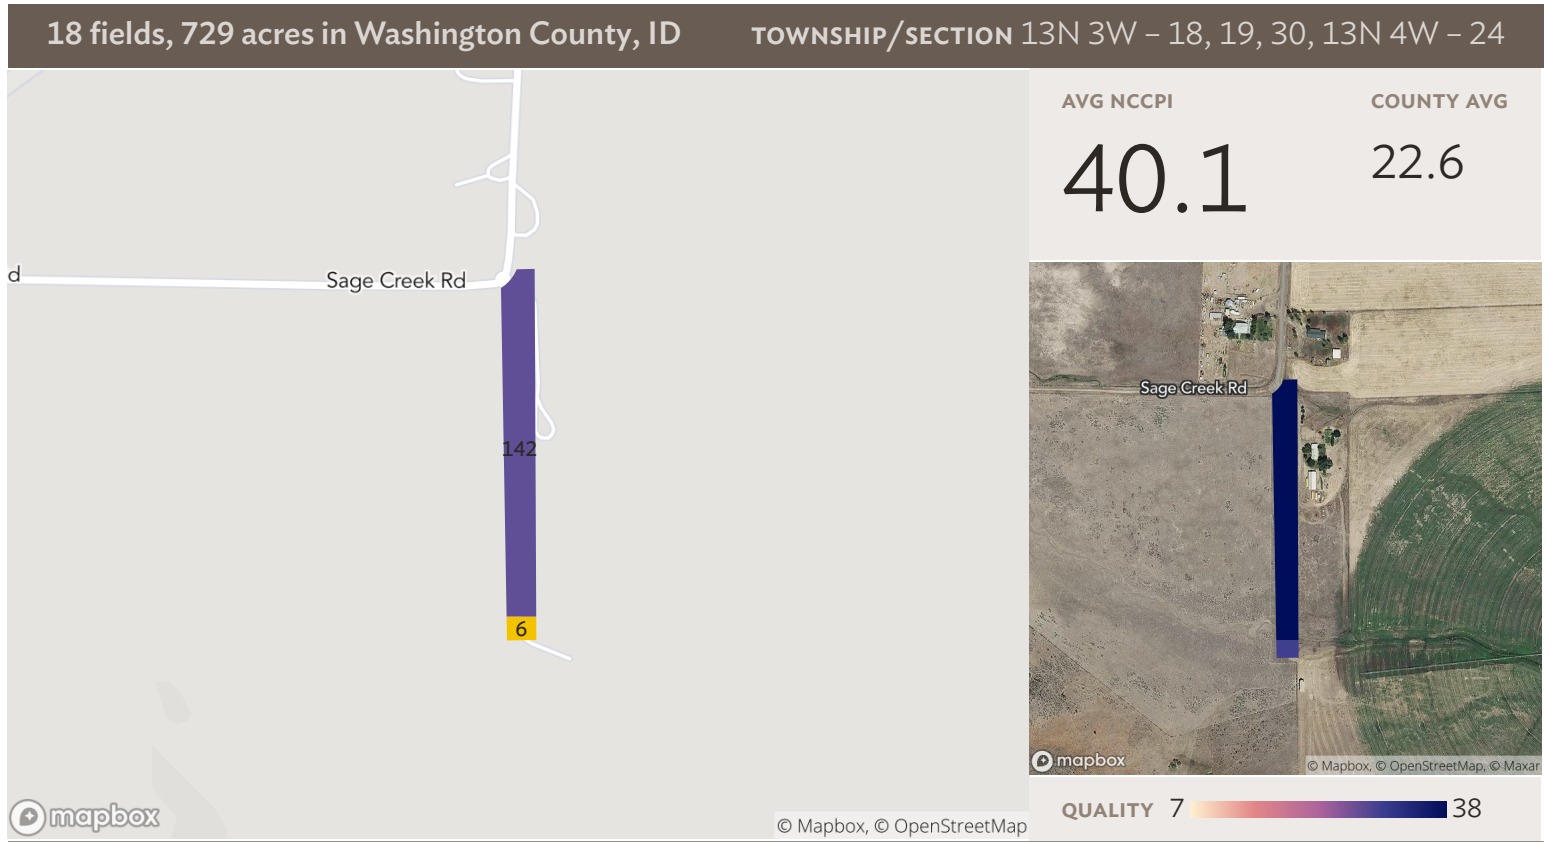 18 fields, 729 acres in Washington County, ID
TOWNSHIP/SECTION 13N 3W – 18, 19, 30, 13N 4W – 24
d
Sage Creek Rd
142
6
mapbox
© Mapbox, © OpenStreetMap
AVG NCCPI
COUNTY AVG
40.1
22.6
Sage Creek Rd
mapbox
© Mapbox, © OpenStreetMap, © Maxar
QUALITY 7 38